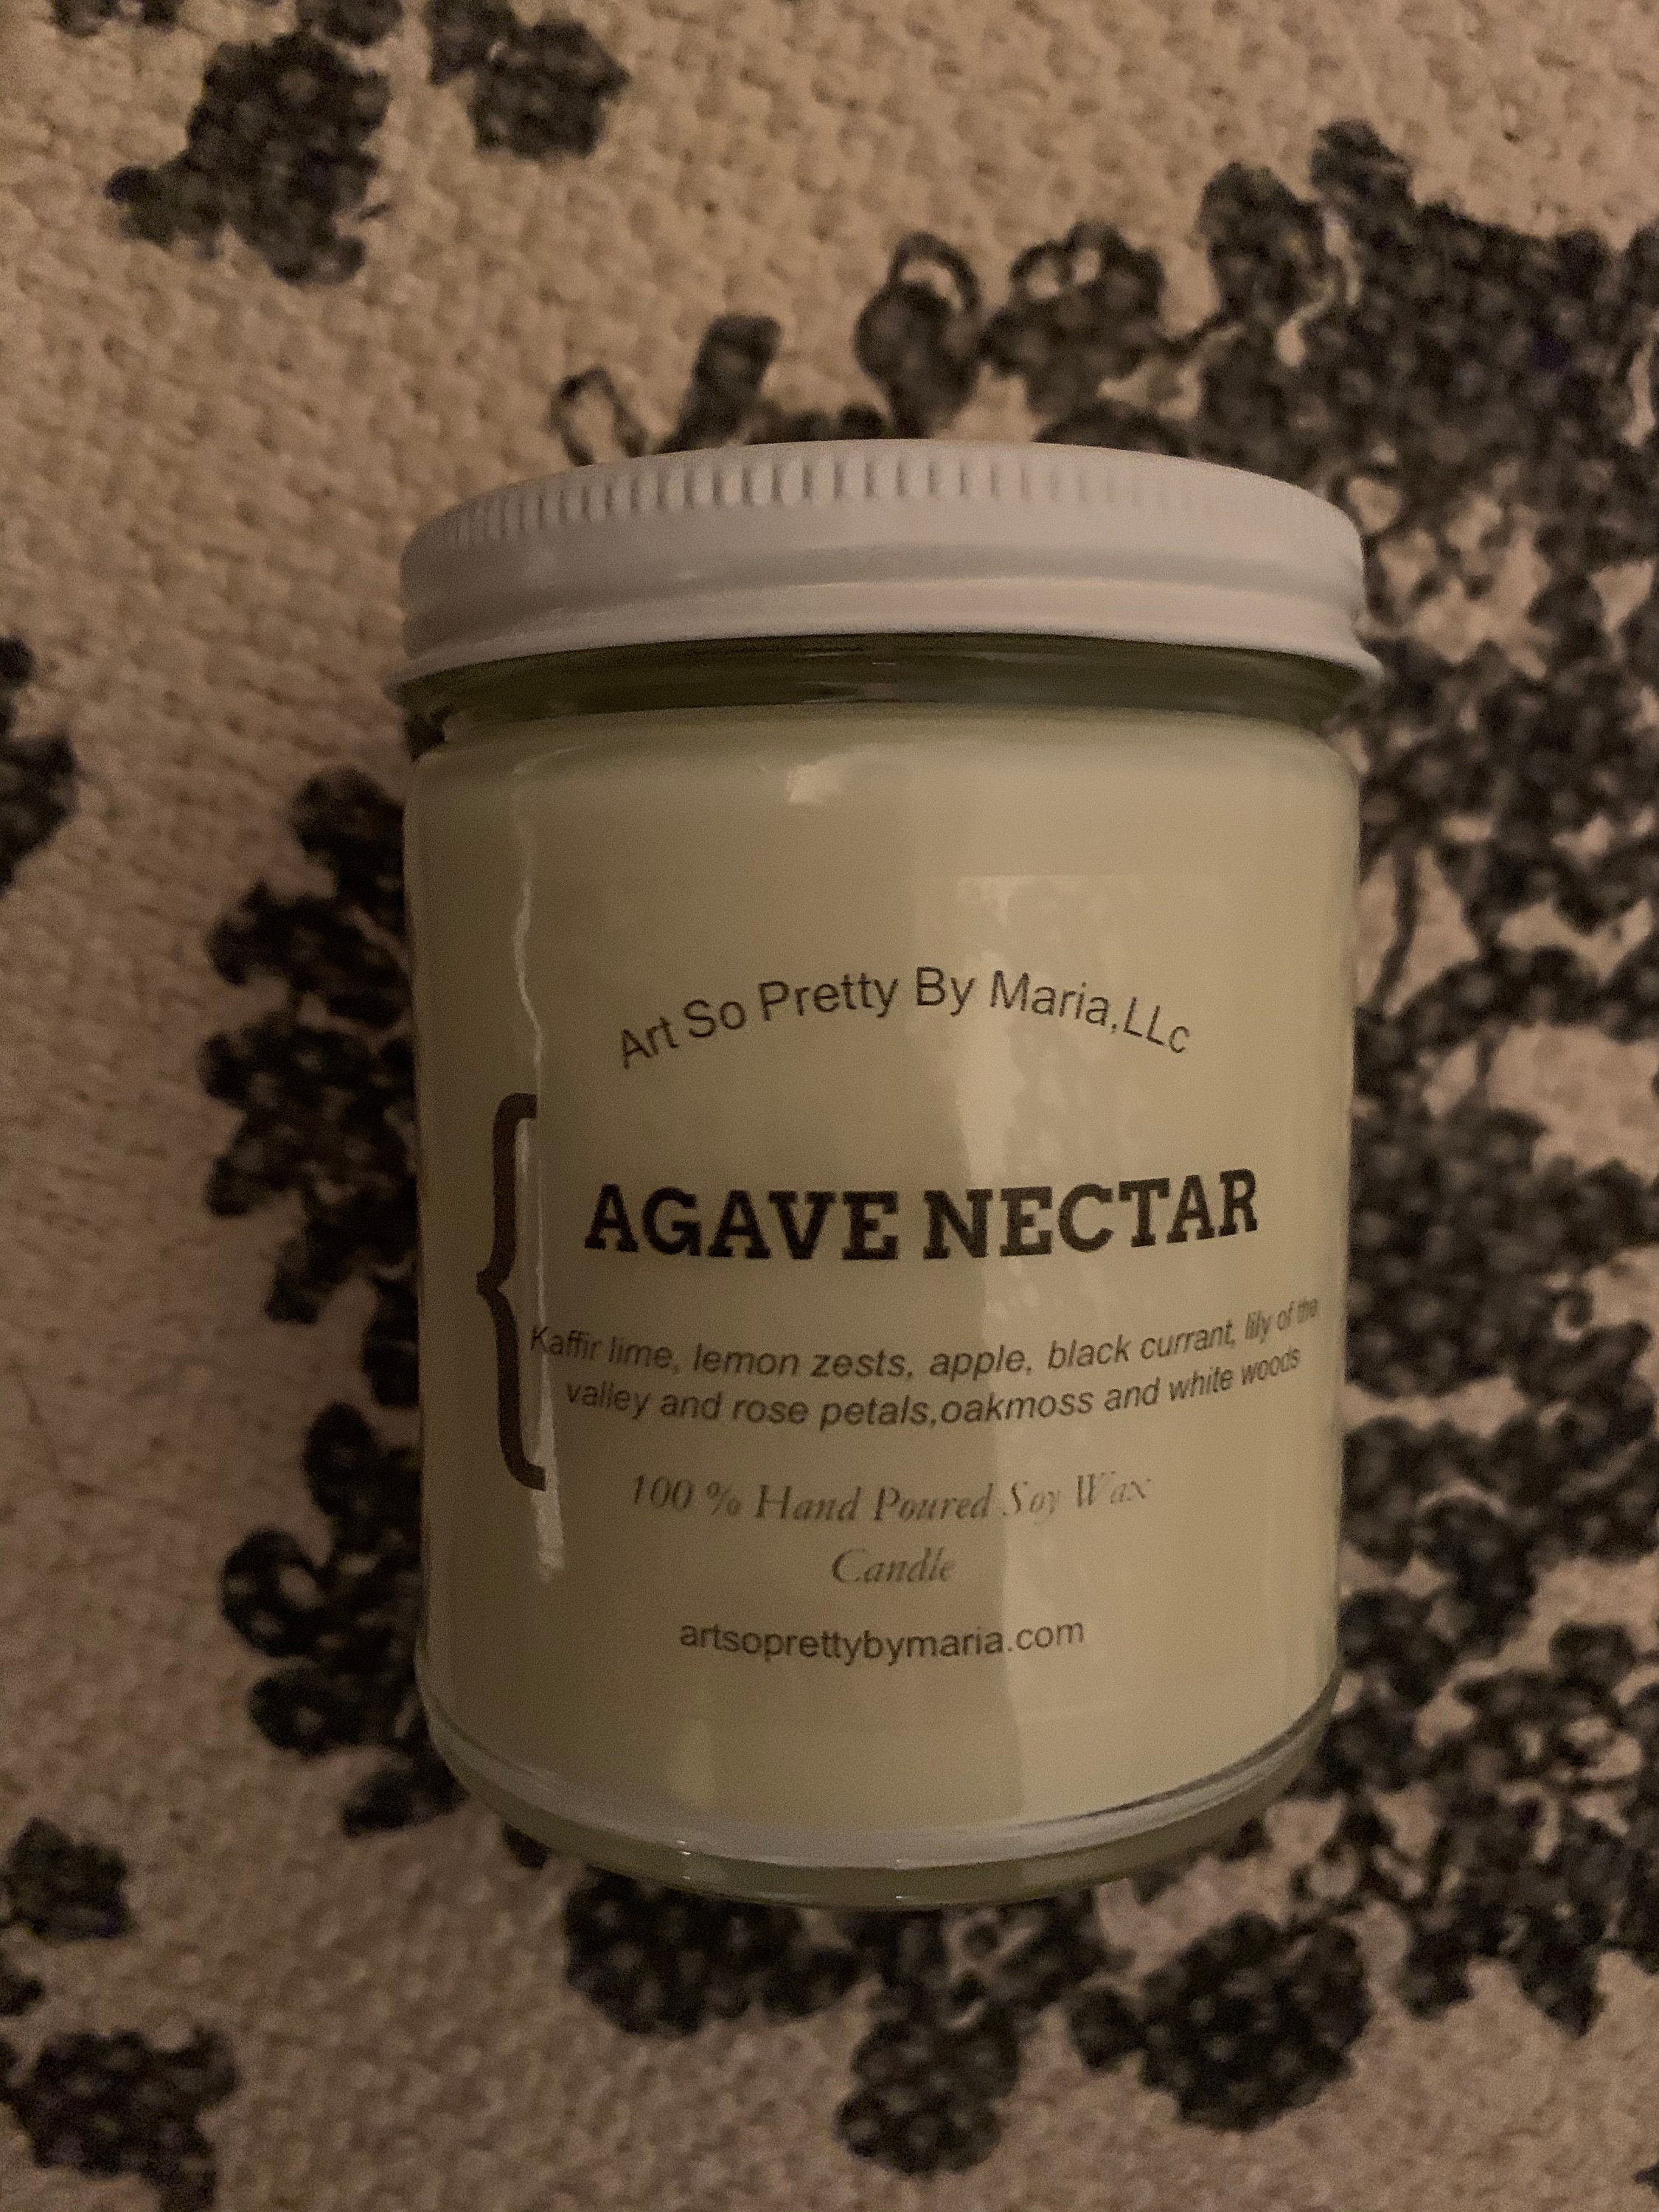 Art So Pretty By Maria,LLc
{
AGAVE NECTAR
Kaffir lime, lemon zests, apple, black currant, lily of the
valley and rose petals,oakmoss and white woods
100 % Hand Poured Soy Wax
Candle
artsoprettybymaria.com